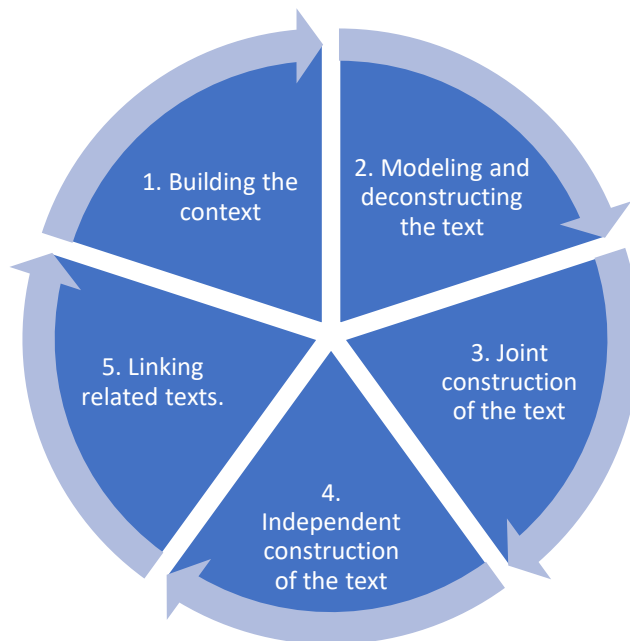 1. Building the
context
2. Modeling and
deconstructing
the text
3. Joint
construction
of the text
4.
Independent
construction
of the text
5. Linking
related texts.